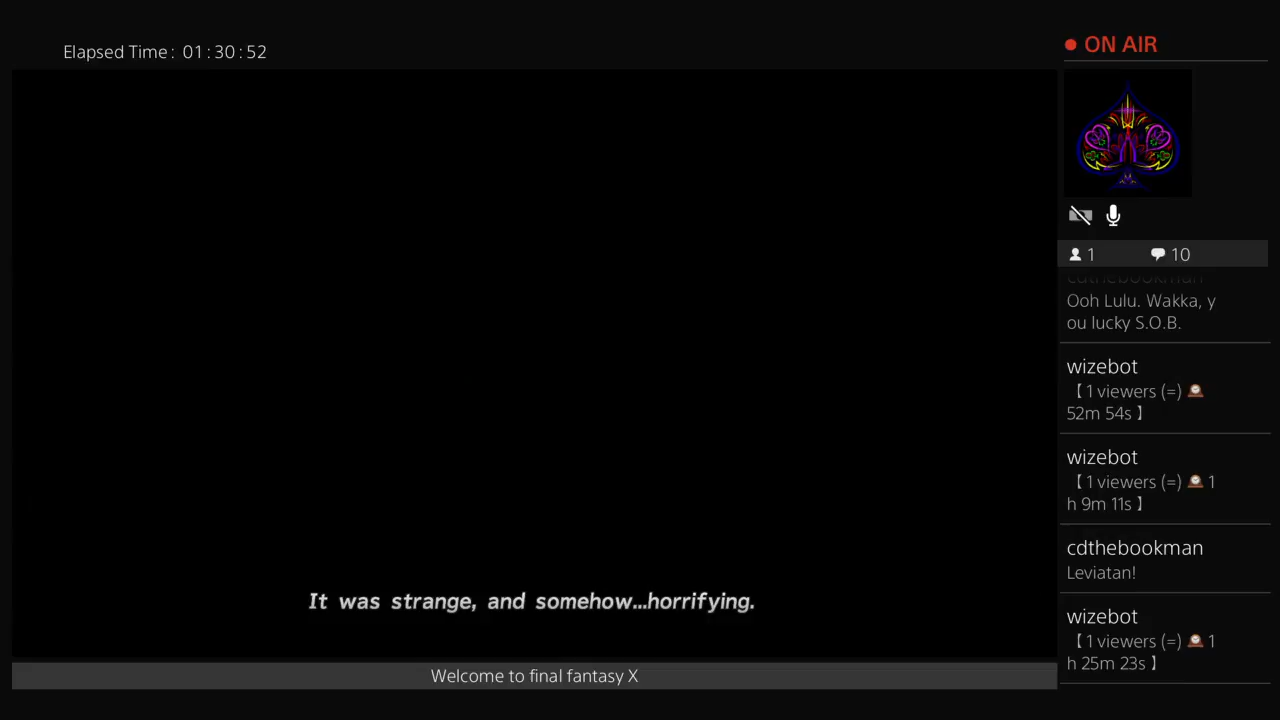 Elapsed Time: 01:30:52
ON AIR
1 10
cdthebookman
Ooh Lulu. Wakka, y
ou lucky S.O.B.
wizebot
【1 viewers (=) 🕰
52m 54s】
wizebot
【1 viewers (=) 🕰 1
h 9m 11s】
cdthebookman
Leviatan!
wizebot
【1 viewers (=) 🕰 1
h 25m 23s】
It was strange, and somehow...horrifying.
Welcome to final fantasy X